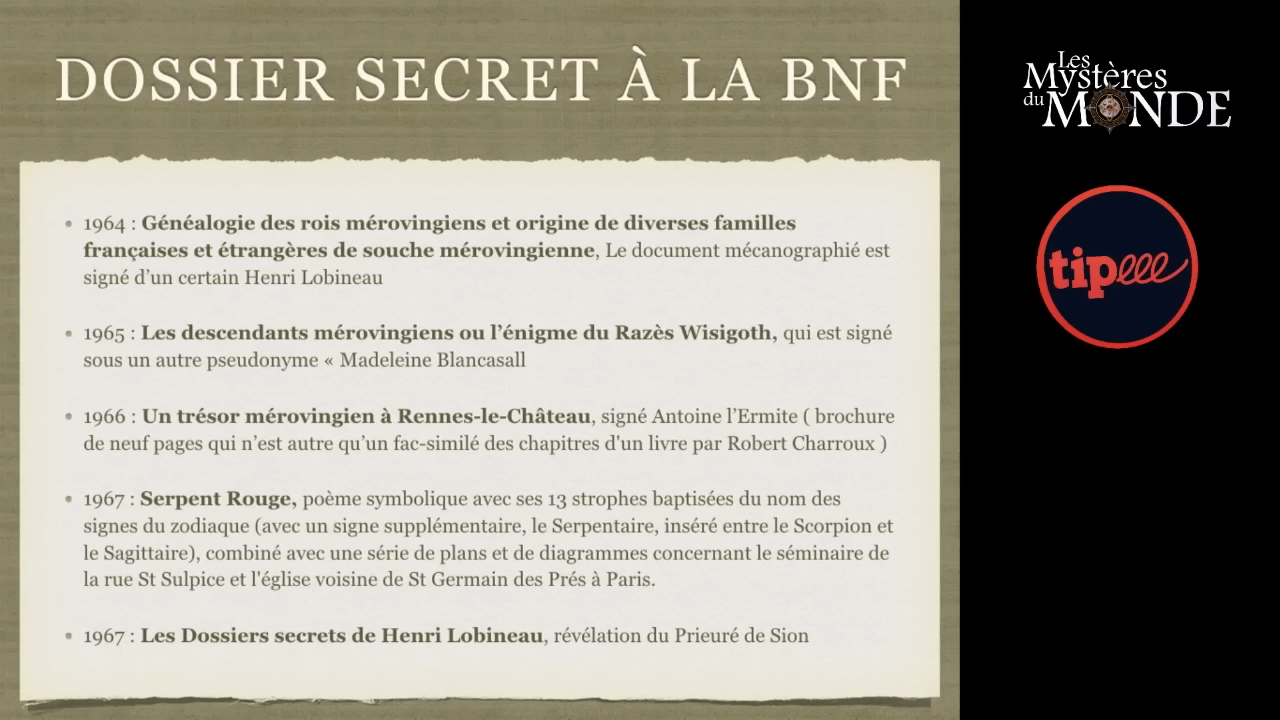 DOSSIER SECRET À LA BNF
• 1964 : Généalogie des rois mérovingiens et origine de diverses familles
françaises et étrangères de souche mérovingienne, Le document mécanographié est
signé d’un certain Henri Lobineau
• 1965 : Les descendants mérovingiens ou l’énigme du Razès Wisigoth, qui est signé
sous un autre pseudonyme « Madeleine Blancasall
• 1966 : Un trésor mérovingien à Rennes-le-Château, signé Antoine l’Ermite ( brochure
de neuf pages qui n’est autre qu’un fac-similé des chapitres d'un livre par Robert Charroux )
• 1967 : Serpent Rouge, poème symbolique avec ses 13 strophes baptisées du nom des
signes du zodiaque (avec un signe supplémentaire, le Serpentaire, inséré entre le Scorpion et
le Sagittaire), combiné avec une série de plans et de diagrammes concernant le séminaire de
la rue St Sulpice et l'église voisine de St Germain des Prés à Paris.
• 1967 : Les Dossiers secrets de Henri Lobineau, révélation du Prieuré de Sion
Les
Mystères
du MONDE
tipeee